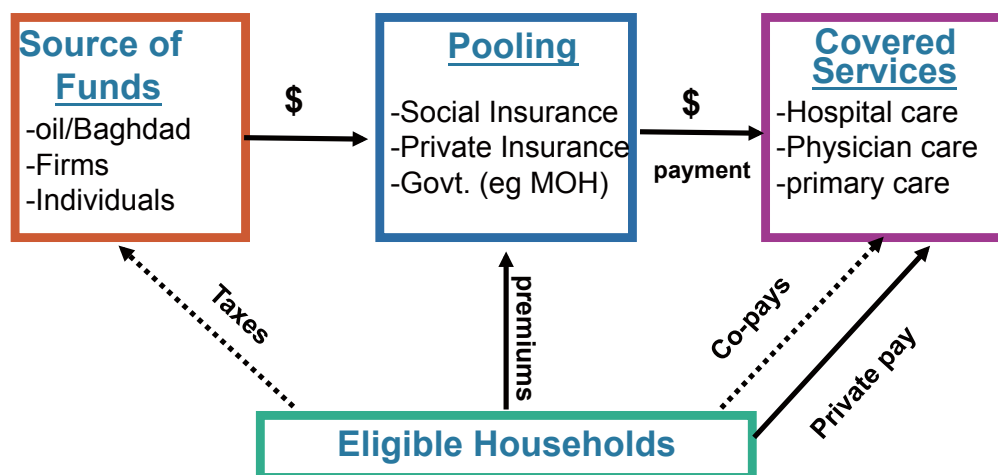 Source of
Funds
-oil/Baghdad
-Firms
-Individuals
$
Pooling
-Social Insurance
-Private Insurance
-Govt. (eg MOH)
$
payment
Covered
Services
-Hospital care
-Physician care
-primary care
Taxes
premiums
Co-pays
Private pay
Eligible Households